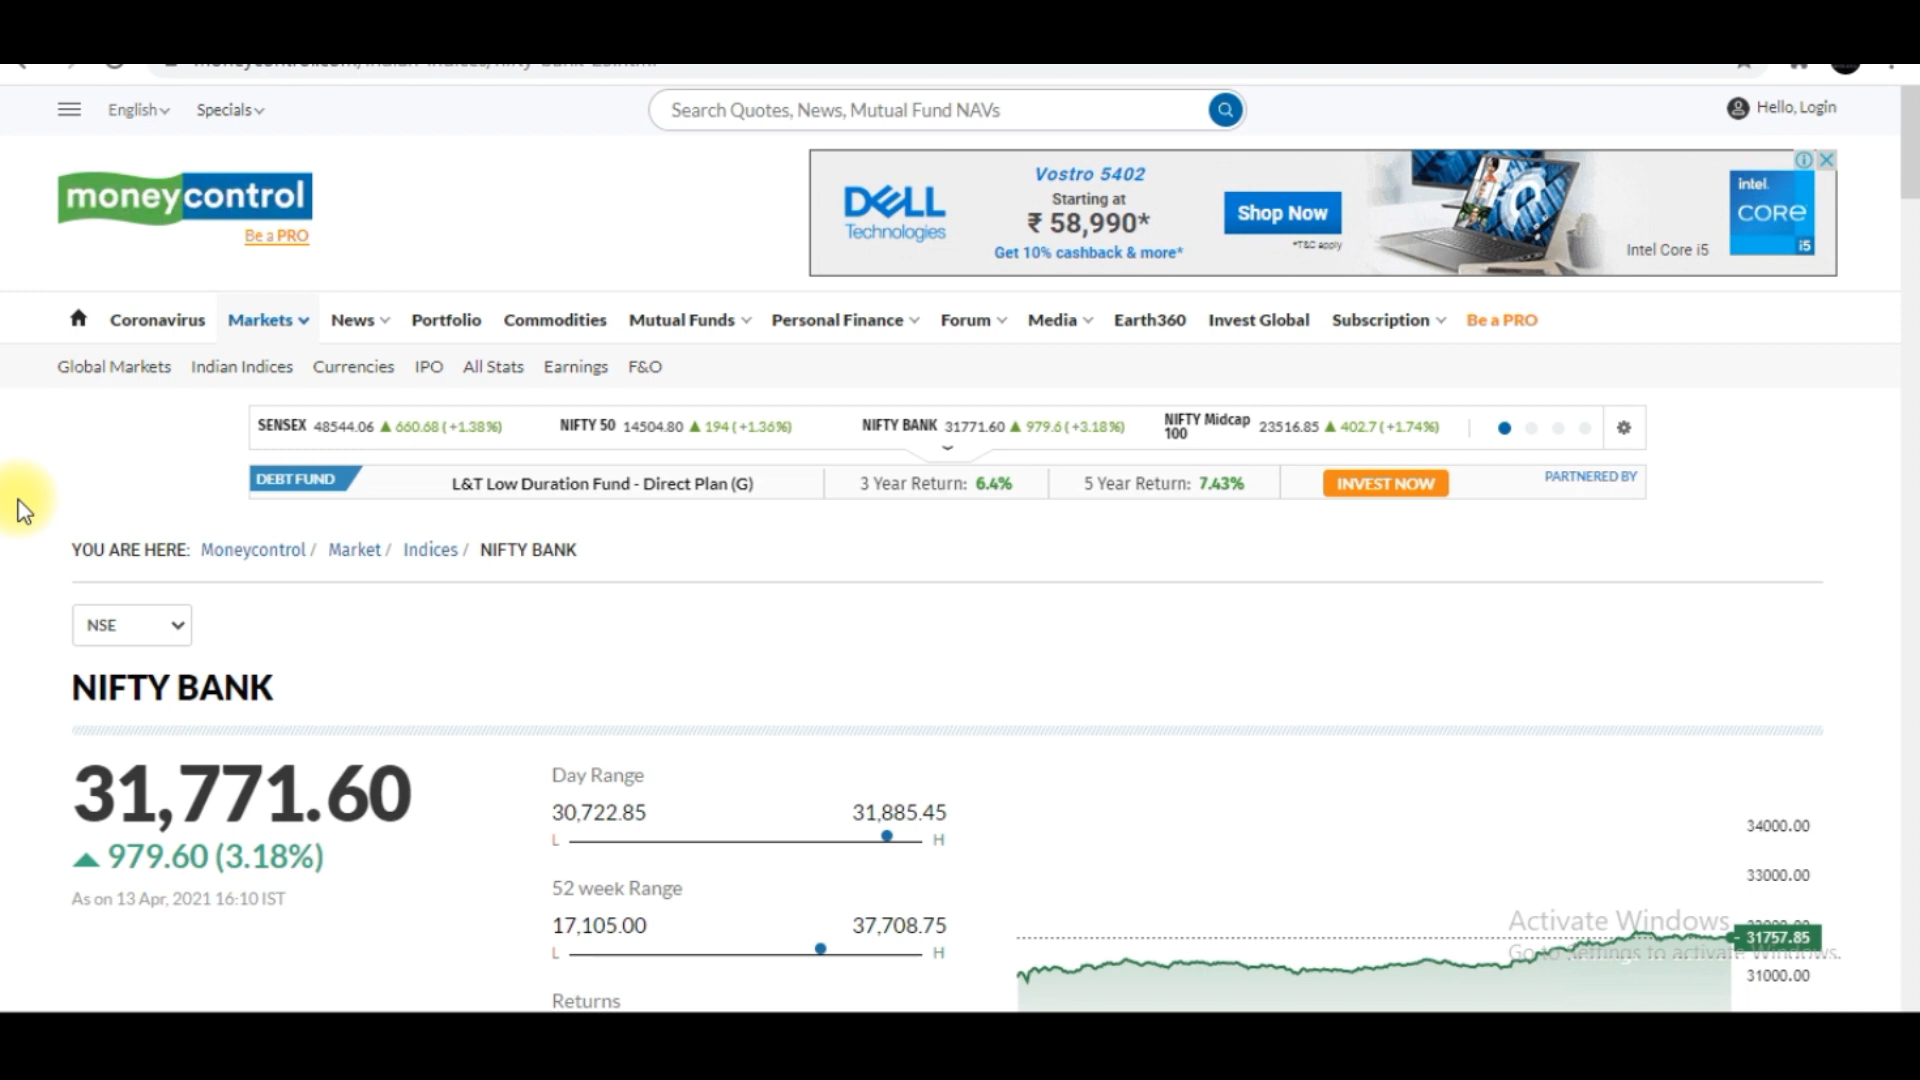 English
Specials
Search Quotes, News, Mutual Fund NAVs
Hello, Login
moneycontrol
Be a PRO
DELL
Technologies
Vostro 5402
Starting at
₹ 58,990*
Get 10% cashback & more*
Shop Now
*T&C apply
Intel Core i5
intel.
CORE
i5
Coronavirus Markets News Portfolio Commodities Mutual Funds Personal Finance Forum Media Earth360 Invest Global Subscription Be a PRO
Global Markets Indian Indices Currencies IPO All Stats Earnings F&O
SENSEX 48544.06 ▲ 660.68 (+1.38%) NIFTY 50 14504.80 ▲ 194 (+1.36%) NIFTY BANK 31771.60 ▲ 979.6 (+3.18%) NIFTY Midcap 100 23516.85 ▲ 402.7 (+1.74%)
DEBT FUND L&T Low Duration Fund - Direct Plan (G) 3 Year Return: 6.4% 5 Year Return: 7.43% INVEST NOW PARTNERED BY
YOU ARE HERE: Moneycontrol / Market / Indices / NIFTY BANK
NSE
NIFTY BANK
31,771.60
▲ 979.60 (3.18%)
As on 13 Apr, 2021 16:10 IST
Day Range
30,722.85 31,885.45
L H
52 week Range
17,105.00 37,708.75
L H
Returns
34000.00
33000.00
31757.85
31000.00
Activate Windows
Go to Settings to activate Windows.